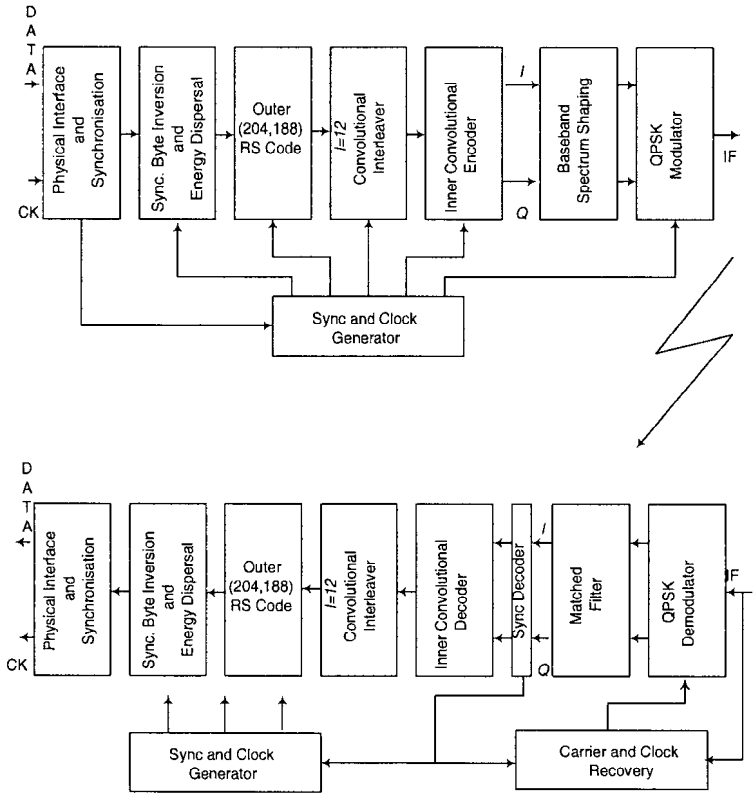 DATA
CK
Physical Interface
and
Synchronisation
Sync. Byte Inversion
and
Energy Dispersal
Outer
(204,188)
RS Code
I=12
Convolutional
Interleaver
Inner Convolutional
Encoder
I
Q
Baseband
Spectrum Shaping
QPSK
Modulator
IF
Sync and Clock
Generator
DATA
CK
Physical Interface
and
Synchronisation
Sync. Byte Inversion
and
Energy Dispersal
Outer
(204,188)
RS Code
I=12
Convolutional
Interleaver
Inner Convolutional
Decoder
Sync Decoder
I
Q
Matched
Filter
QPSK
Demodulator
IF
Sync and Clock
Generator
Carrier and Clock
Recovery